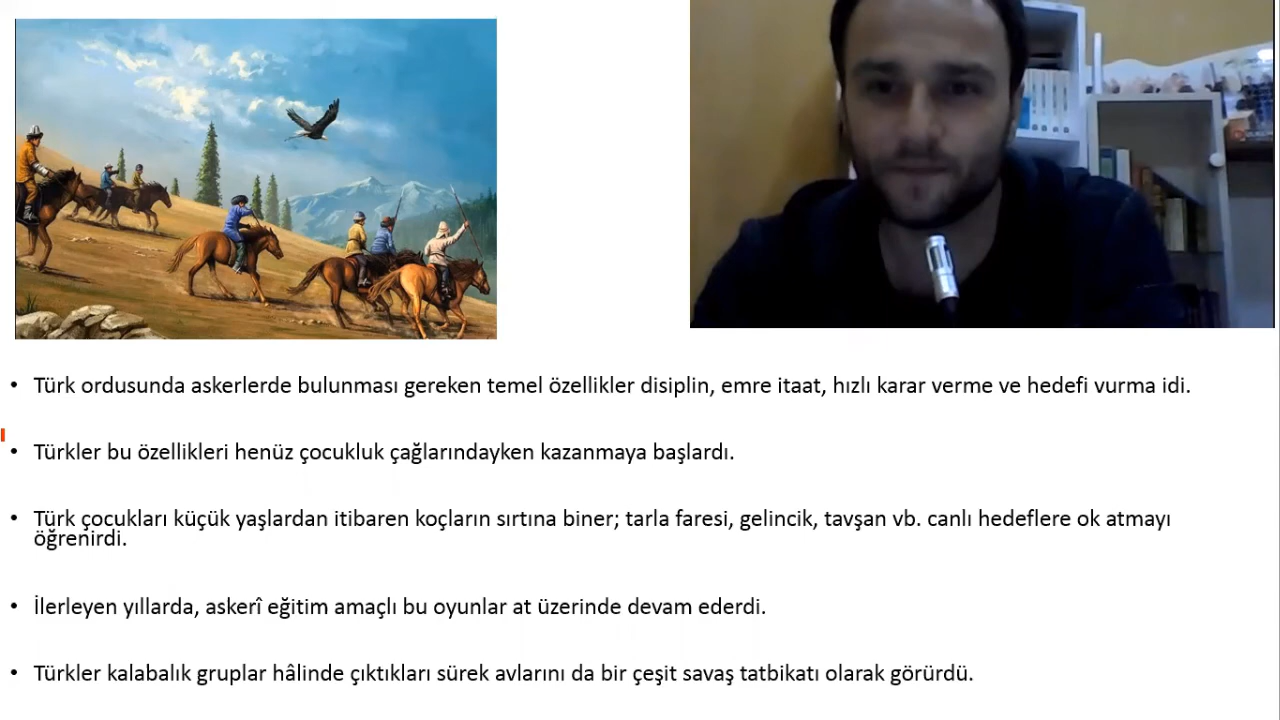 • Türk ordusunda askerlerde bulunması gereken temel özellikler disiplin, emre itaat, hızlı karar verme ve hedefi vurma idi.
• Türkler bu özellikleri henüz çocukluk çağlarındayken kazanmaya başlardı.
• Türk çocukları küçük yaşlardan itibaren koçların sırtına biner; tarla faresi, gelincik, tavşan vb. canlı hedeflere ok atmayı
öğrenirdi.
• İlerleyen yıllarda, askerî eğitim amaçlı bu oyunlar at üzerinde devam ederdi.
• Türkler kalabalık gruplar hâlinde çıktıkları sürek avlarını da bir çeşit savaş tatbikatı olarak görürdü.